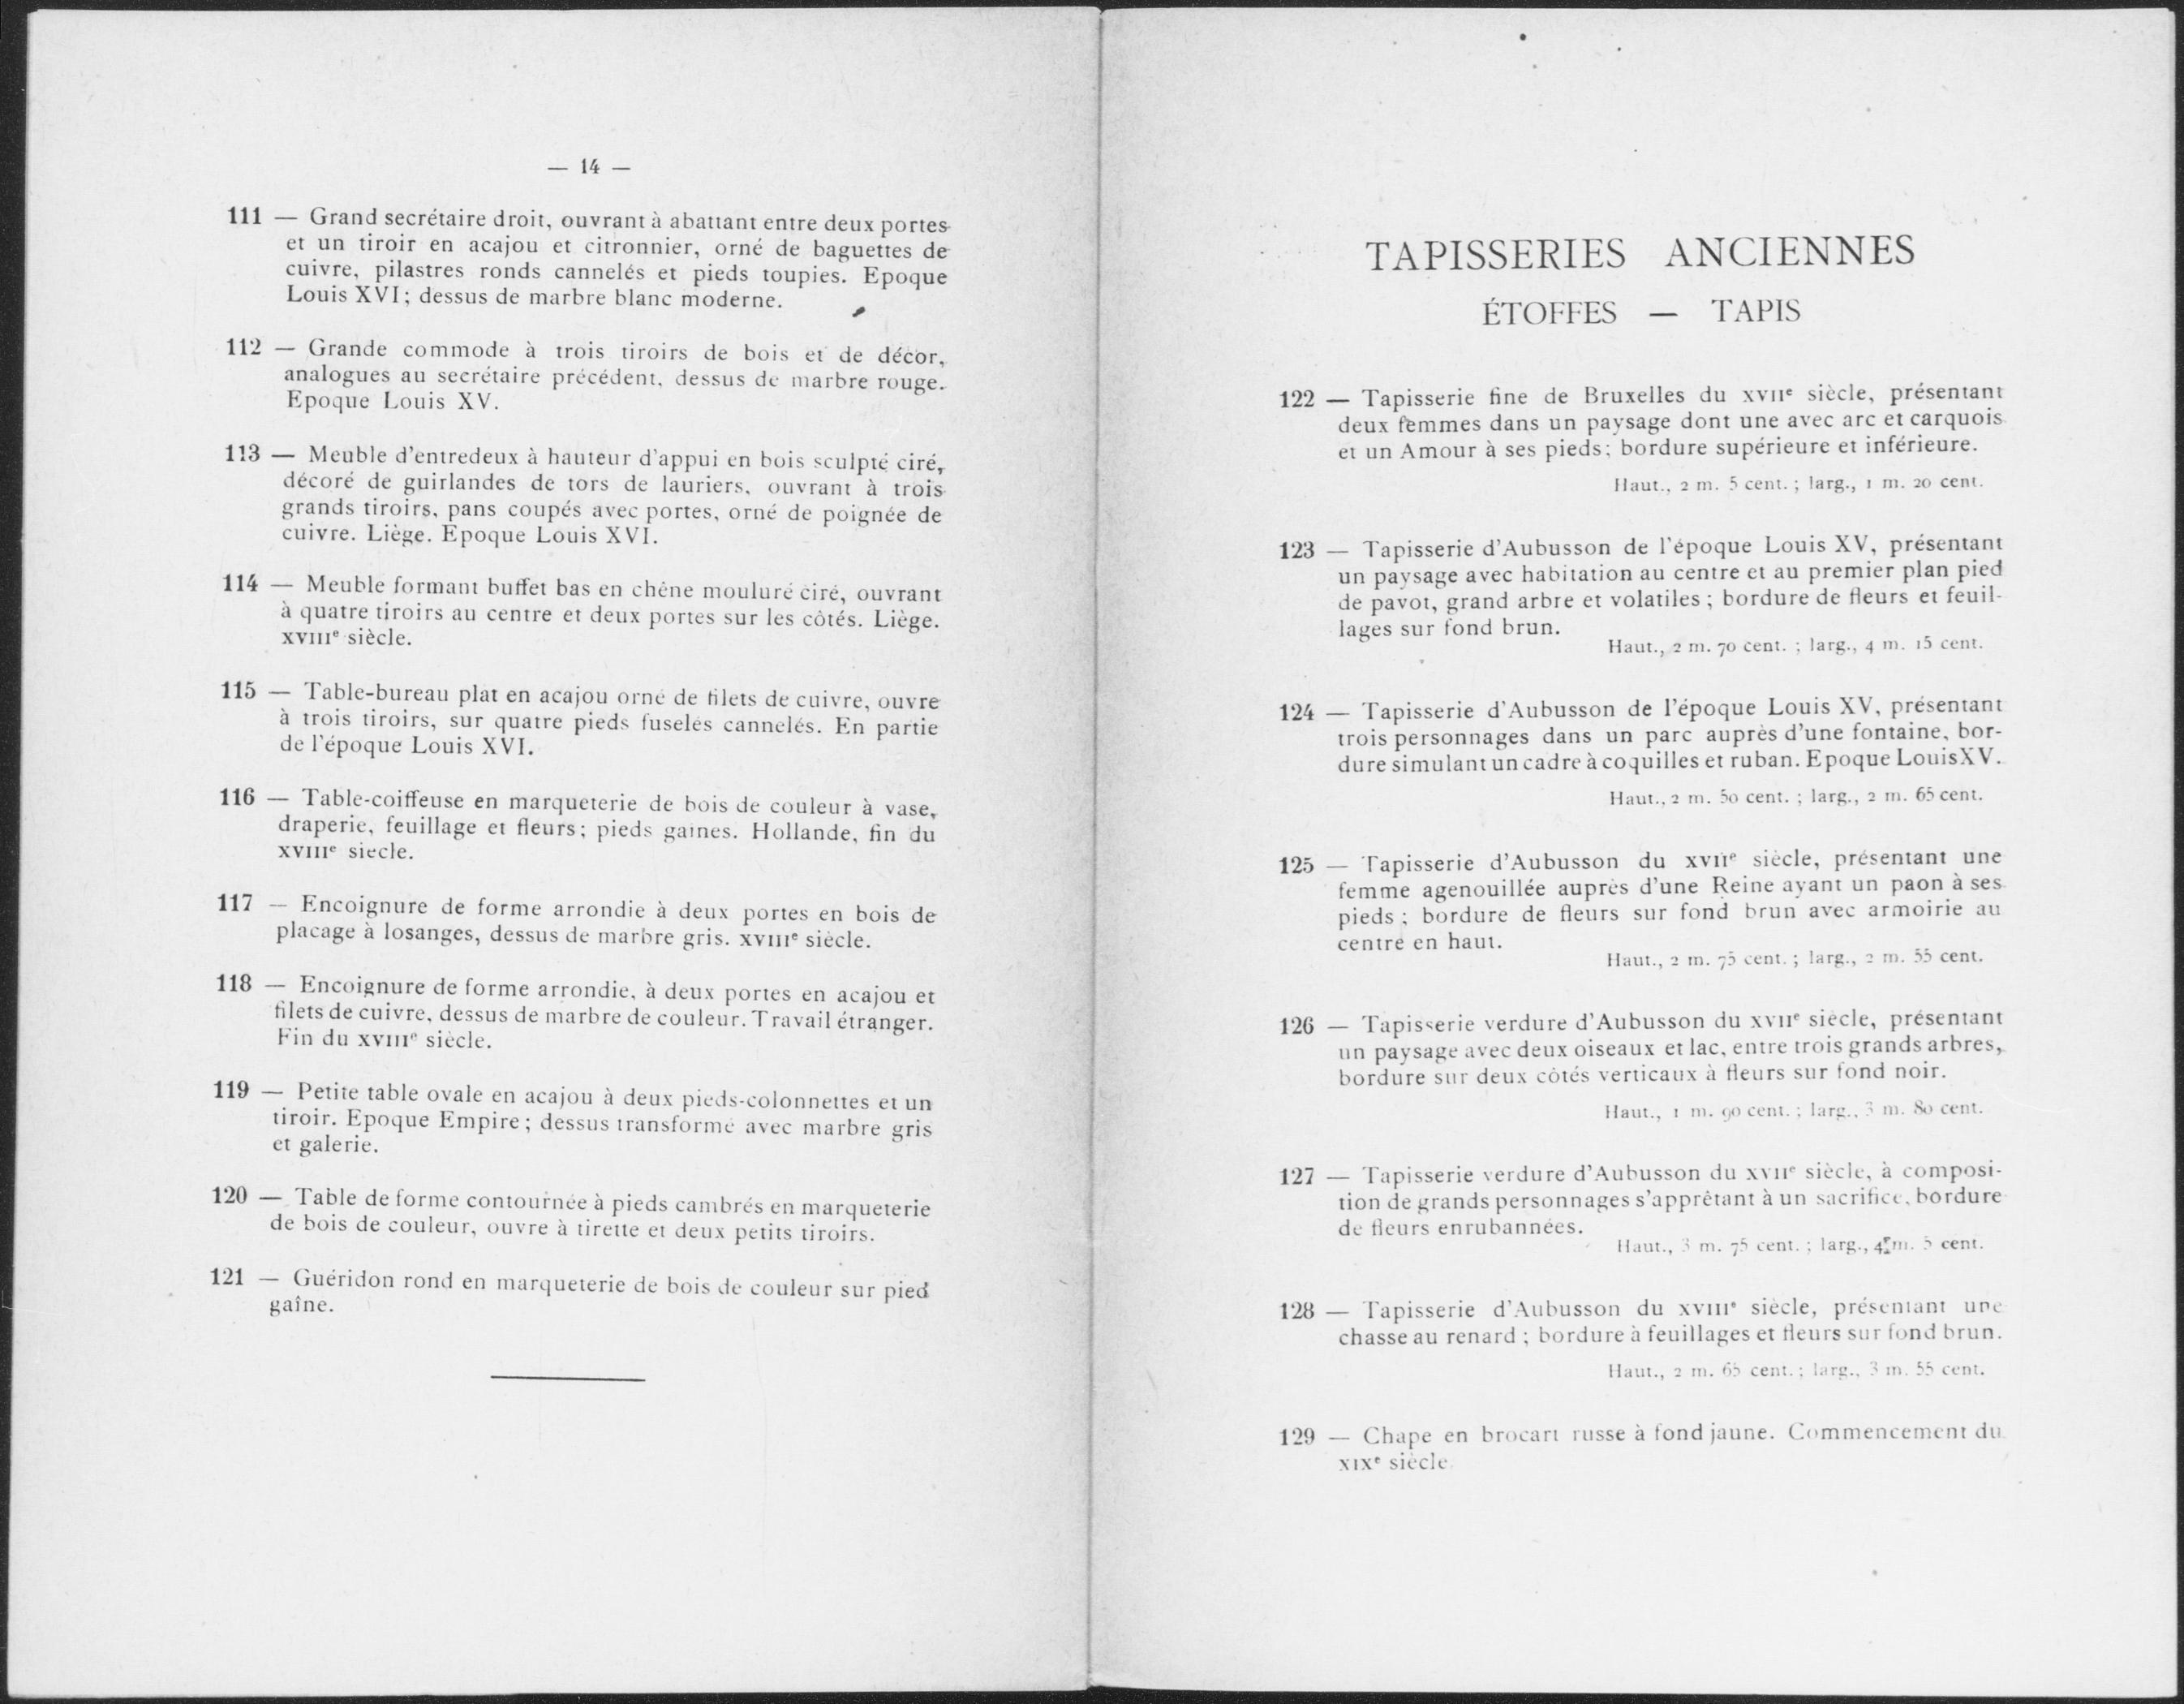 — 14 —
111 — Grand secrétaire droit, ouvrant à abattant entre deux portes
et un tiroir en acajou et citronnier, orné de baguettes de
cuivre, pilastres ronds cannelés et pieds toupies. Epoque
Louis XVI; dessus de marbre blanc moderne.
112 — Grande commode à trois tiroirs de bois et de décor,
analogues au secrétaire précédent, dessus de marbre rouge.
Epoque Louis XV.
113 — Meuble d'entredeux à hauteur d'appui en bois sculpté ciré,
décoré de guirlandes de tors de lauriers, ouvrant à trois
grands tiroirs, pans coupés avec portes, orné de poignée de
cuivre. Liège. Epoque Louis XVI.
114 — Meuble formant buffet bas en chêne mouluré ciré, ouvrant
à quatre tiroirs au centre et deux portes sur les côtés. Liège.
XVIIIe siècle.
115 — Table-bureau plat en acajou orné de filets de cuivre, ouvre
à trois tiroirs, sur quatre pieds fuselés cannelés. En partie
de l'époque Louis XVI.
116 — Table-coiffeuse en marqueterie de bois de couleur à vase,
draperie, feuillage et fleurs; pieds gaines. Hollande, fin du
XVIIIe siecle.
117 — Encoignure de forme arrondie à deux portes en bois de
placage à losanges, dessus de marbre gris. XVIIIe siècle.
118 — Encoignure de forme arrondie, à deux portes en acajou et
filets de cuivre, dessus de marbre de couleur. Travail étranger.
Fin du XVIIIe siècle.
119 — Petite table ovale en acajou à deux pieds-colonnettes et un
tiroir. Epoque Empire; dessus transformé avec marbre gris
et galerie.
120 — Table de forme contournée à pieds cambrés en marqueterie
de bois de couleur, ouvre à tirette et deux petits tiroirs.
121 — Guéridon rond en marqueterie de bois de couleur sur pied
gaîne.
TAPISSERIES ANCIENNES
ÉTOFFES — TAPIS
122 — Tapisserie fine de Bruxelles du XVIIe siècle, présentant
deux femmes dans un paysage dont une avec arc et carquois
et un Amour à ses pieds; bordure supérieure et inférieure.
Haut., 2 m. 5 cent. ; larg., 1 m. 20 cent.
123 — Tapisserie d'Aubusson de l'époque Louis XV, présentant
un paysage avec habitation au centre et au premier plan pied
de pavot, grand arbre et volatiles ; bordure de fleurs et feuil-
lages sur fond brun.
Haut., 2 m. 70 cent. ; larg., 4 m. 15 cent.
124 — Tapisserie d'Aubusson de l'époque Louis XV, présentant
trois personnages dans un parc auprès d'une fontaine, bor-
dure simulant un cadre à coquilles et ruban. Epoque Louis XV.
Haut., 2 m. 50 cent. ; larg., 2 m. 65 cent.
125 — Tapisserie d'Aubusson du XVIIe siècle, présentant une
femme agenouillée auprès d'une Reine ayant un paon à ses
pieds ; bordure de fleurs sur fond brun avec armoirie au
centre en haut.
Haut., 2 m. 75 cent. ; larg., 2 m. 55 cent.
126 — Tapisserie verdure d'Aubusson du XVIIe siècle, présentant
un paysage avec deux oiseaux et lac, entre trois grands arbres,
bordure sur deux côtés verticaux à fleurs sur fond noir.
Haut., 1 m. 90 cent. ; larg., 3 m. 80 cent.
127 — Tapisserie verdure d'Aubusson du XVIIe siècle, à composi-
tion de grands personnages s'apprêtant à un sacrifice, bordure
de fleurs enrubannées.
Haut., 3 m. 75 cent. ; larg., 4 m. 5 cent.
128 — Tapisserie d'Aubusson du XVIIIe siècle, présentant une
chasse au renard ; bordure à feuillages et fleurs sur fond brun.
Haut., 2 m. 65 cent. ; larg., 3 m. 55 cent.
129 — Chape en brocart russe à fond jaune. Commencement du
XIXe siècle.